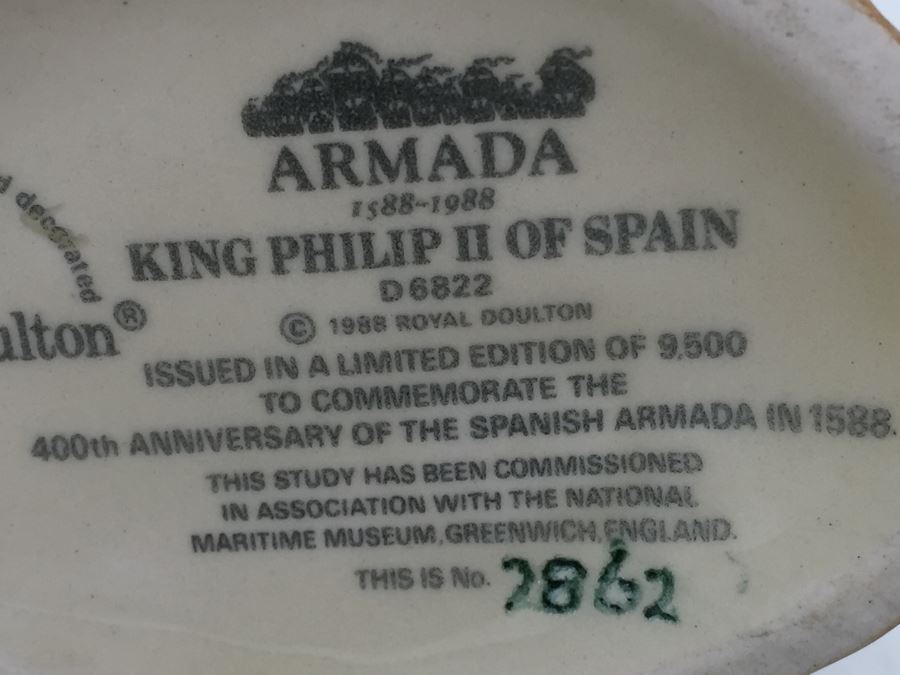 decorated
ulton®
ARMADA
1588-1988
KING PHILIP II OF SPAIN
D 6822
© 1988 ROYAL DOULTON
ISSUED IN A LIMITED EDITION OF 9,500
TO COMMEMORATE THE
400th ANNIVERSARY OF THE SPANISH ARMADA IN 1588.
THIS STUDY HAS BEEN COMMISSIONED
IN ASSOCIATION WITH THE NATIONAL
MARITIME MUSEUM, GREENWICH, ENGLAND.
THIS IS No. 2862